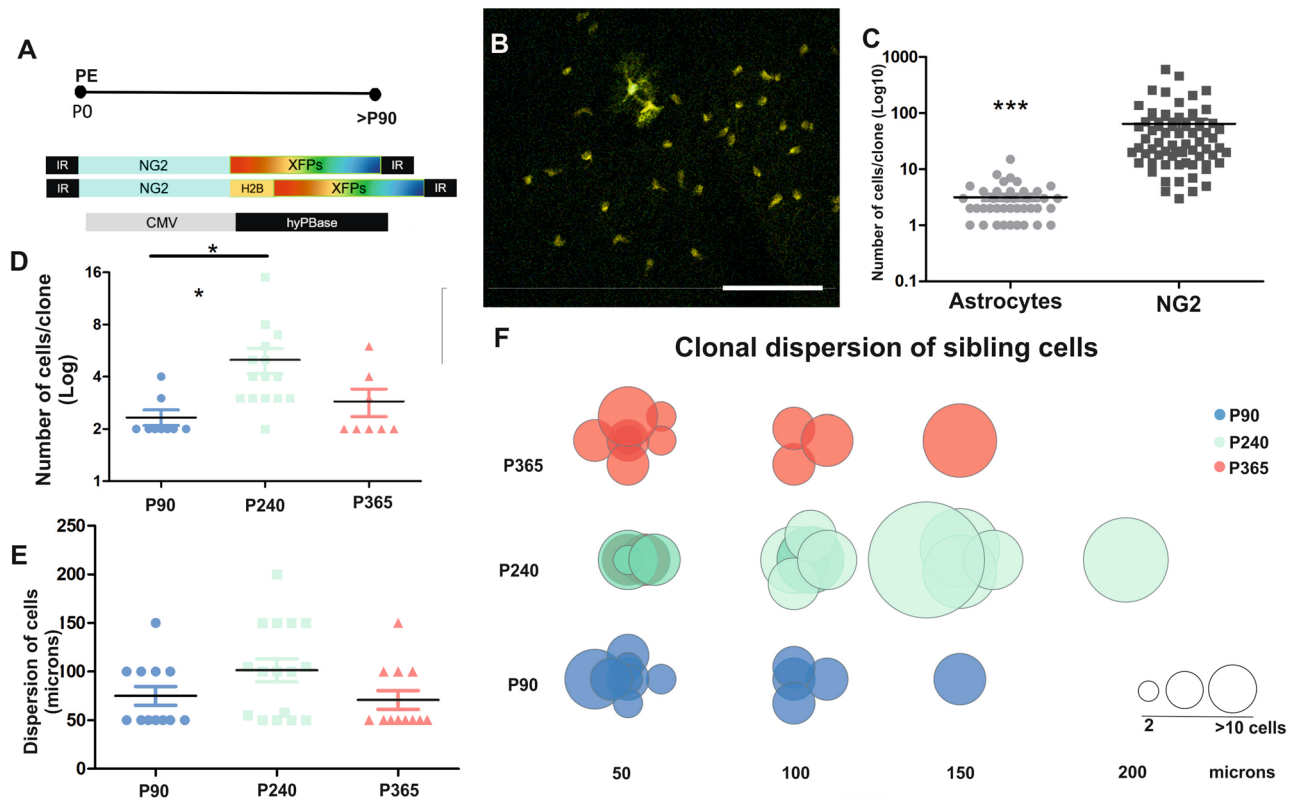 A
PE
P0
>P90
IR NG2 XFPs IR
IR NG2 H2B XFPs IR
CMV hyPBase
B
C
Number of cells/clone (Log10)
1000
100
10
1
0.1
***
Astrocytes NG2
D
Number of cells/clone
(Log)
16
8
4
2
1
*
*
P90 P240 P365
E
Dispersion of cells
(microns)
250
200
150
100
50
0
P90 P240 P365
F
Clonal dispersion of sibling cells
P90
P240
P365
P365
P240
P90
2 >10 cells
50 100 150 200 microns